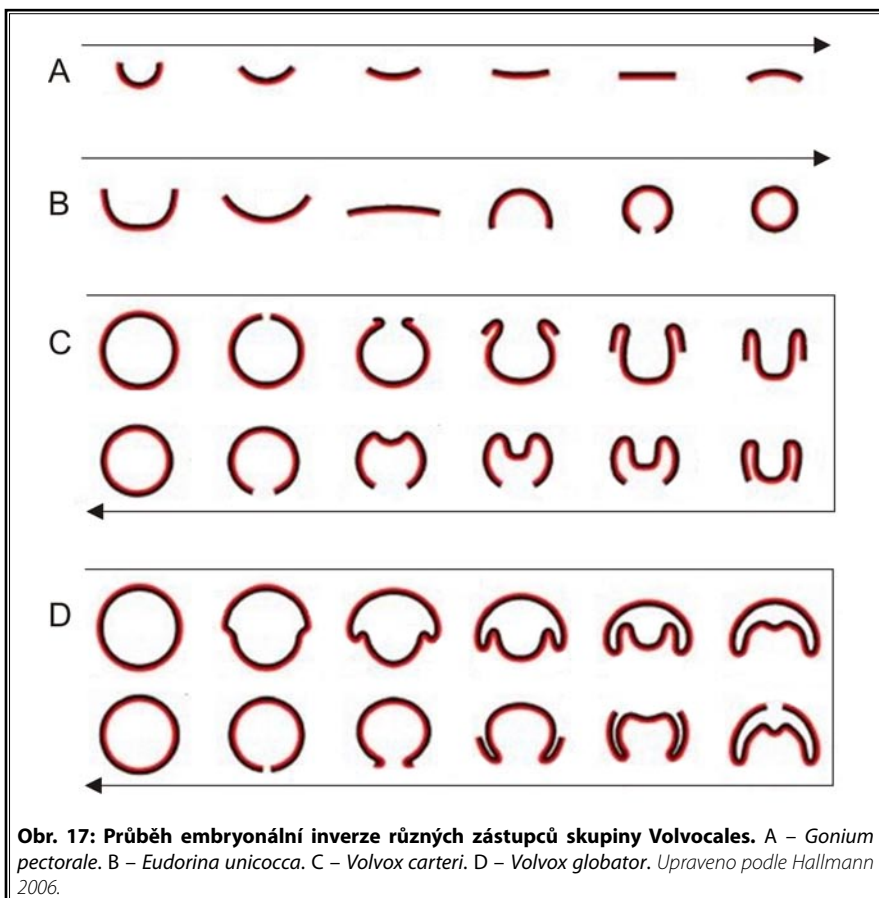 A
B
C
D
Obr. 17: Průběh embryonální inverze různých zástupců skupiny Volvocales. A – Gonium
pectorale. B – Eudorina unicocca. C – Volvox carteri. D – Volvox globator. Upraveno podle Hallmann
2006.